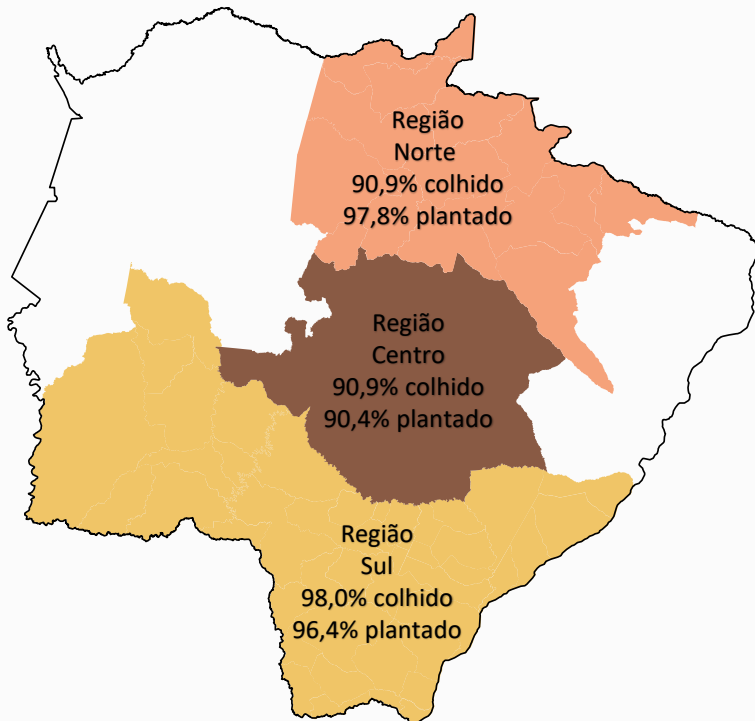 Região
Norte
90,9% colhido
97,8% plantado
Região
Centro
90,9% colhido
90,4% plantado
Região
Sul
98,0% colhido
96,4% plantado